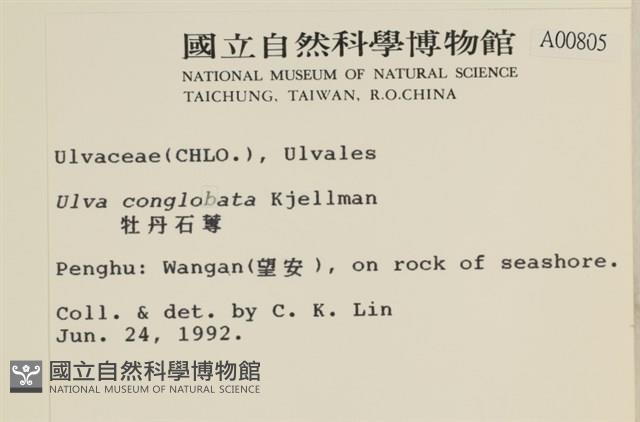 國立自然科學博物館
A00805
NATIONAL MUSEUM OF NATURAL SCIENCE
TAICHUNG, TAIWAN, R.O.CHINA
Ulvaceae(CHLO.), Ulvales
Ulva conglobata Kjellman
牡丹石蓴
Penghu: Wangan(望安), on rock of seashore.
Coll. & det. by C. K. Lin
Jun. 24, 1992.
國立自然科學博物館
NATIONAL MUSEUM OF NATURAL SCIENCE